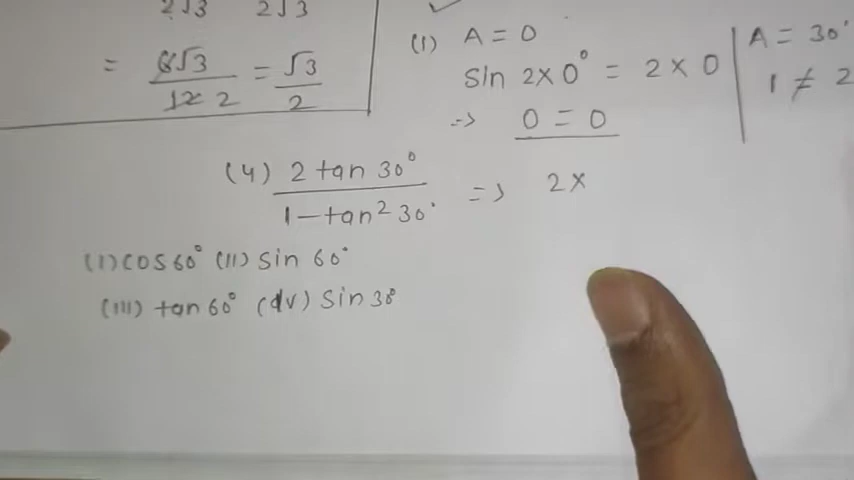 2√3 2√3
= 6√3/12 2 = √3/2
(1) A = 0
sin 2×0° = 2 × 0
=> 0 = 0
A = 30°
1 ≠ 2
(4) 2 tan 30°/1 - tan² 30° => 2×
(I) cos 60° (II) sin 60°
(III) tan 60° (iv) sin 30°